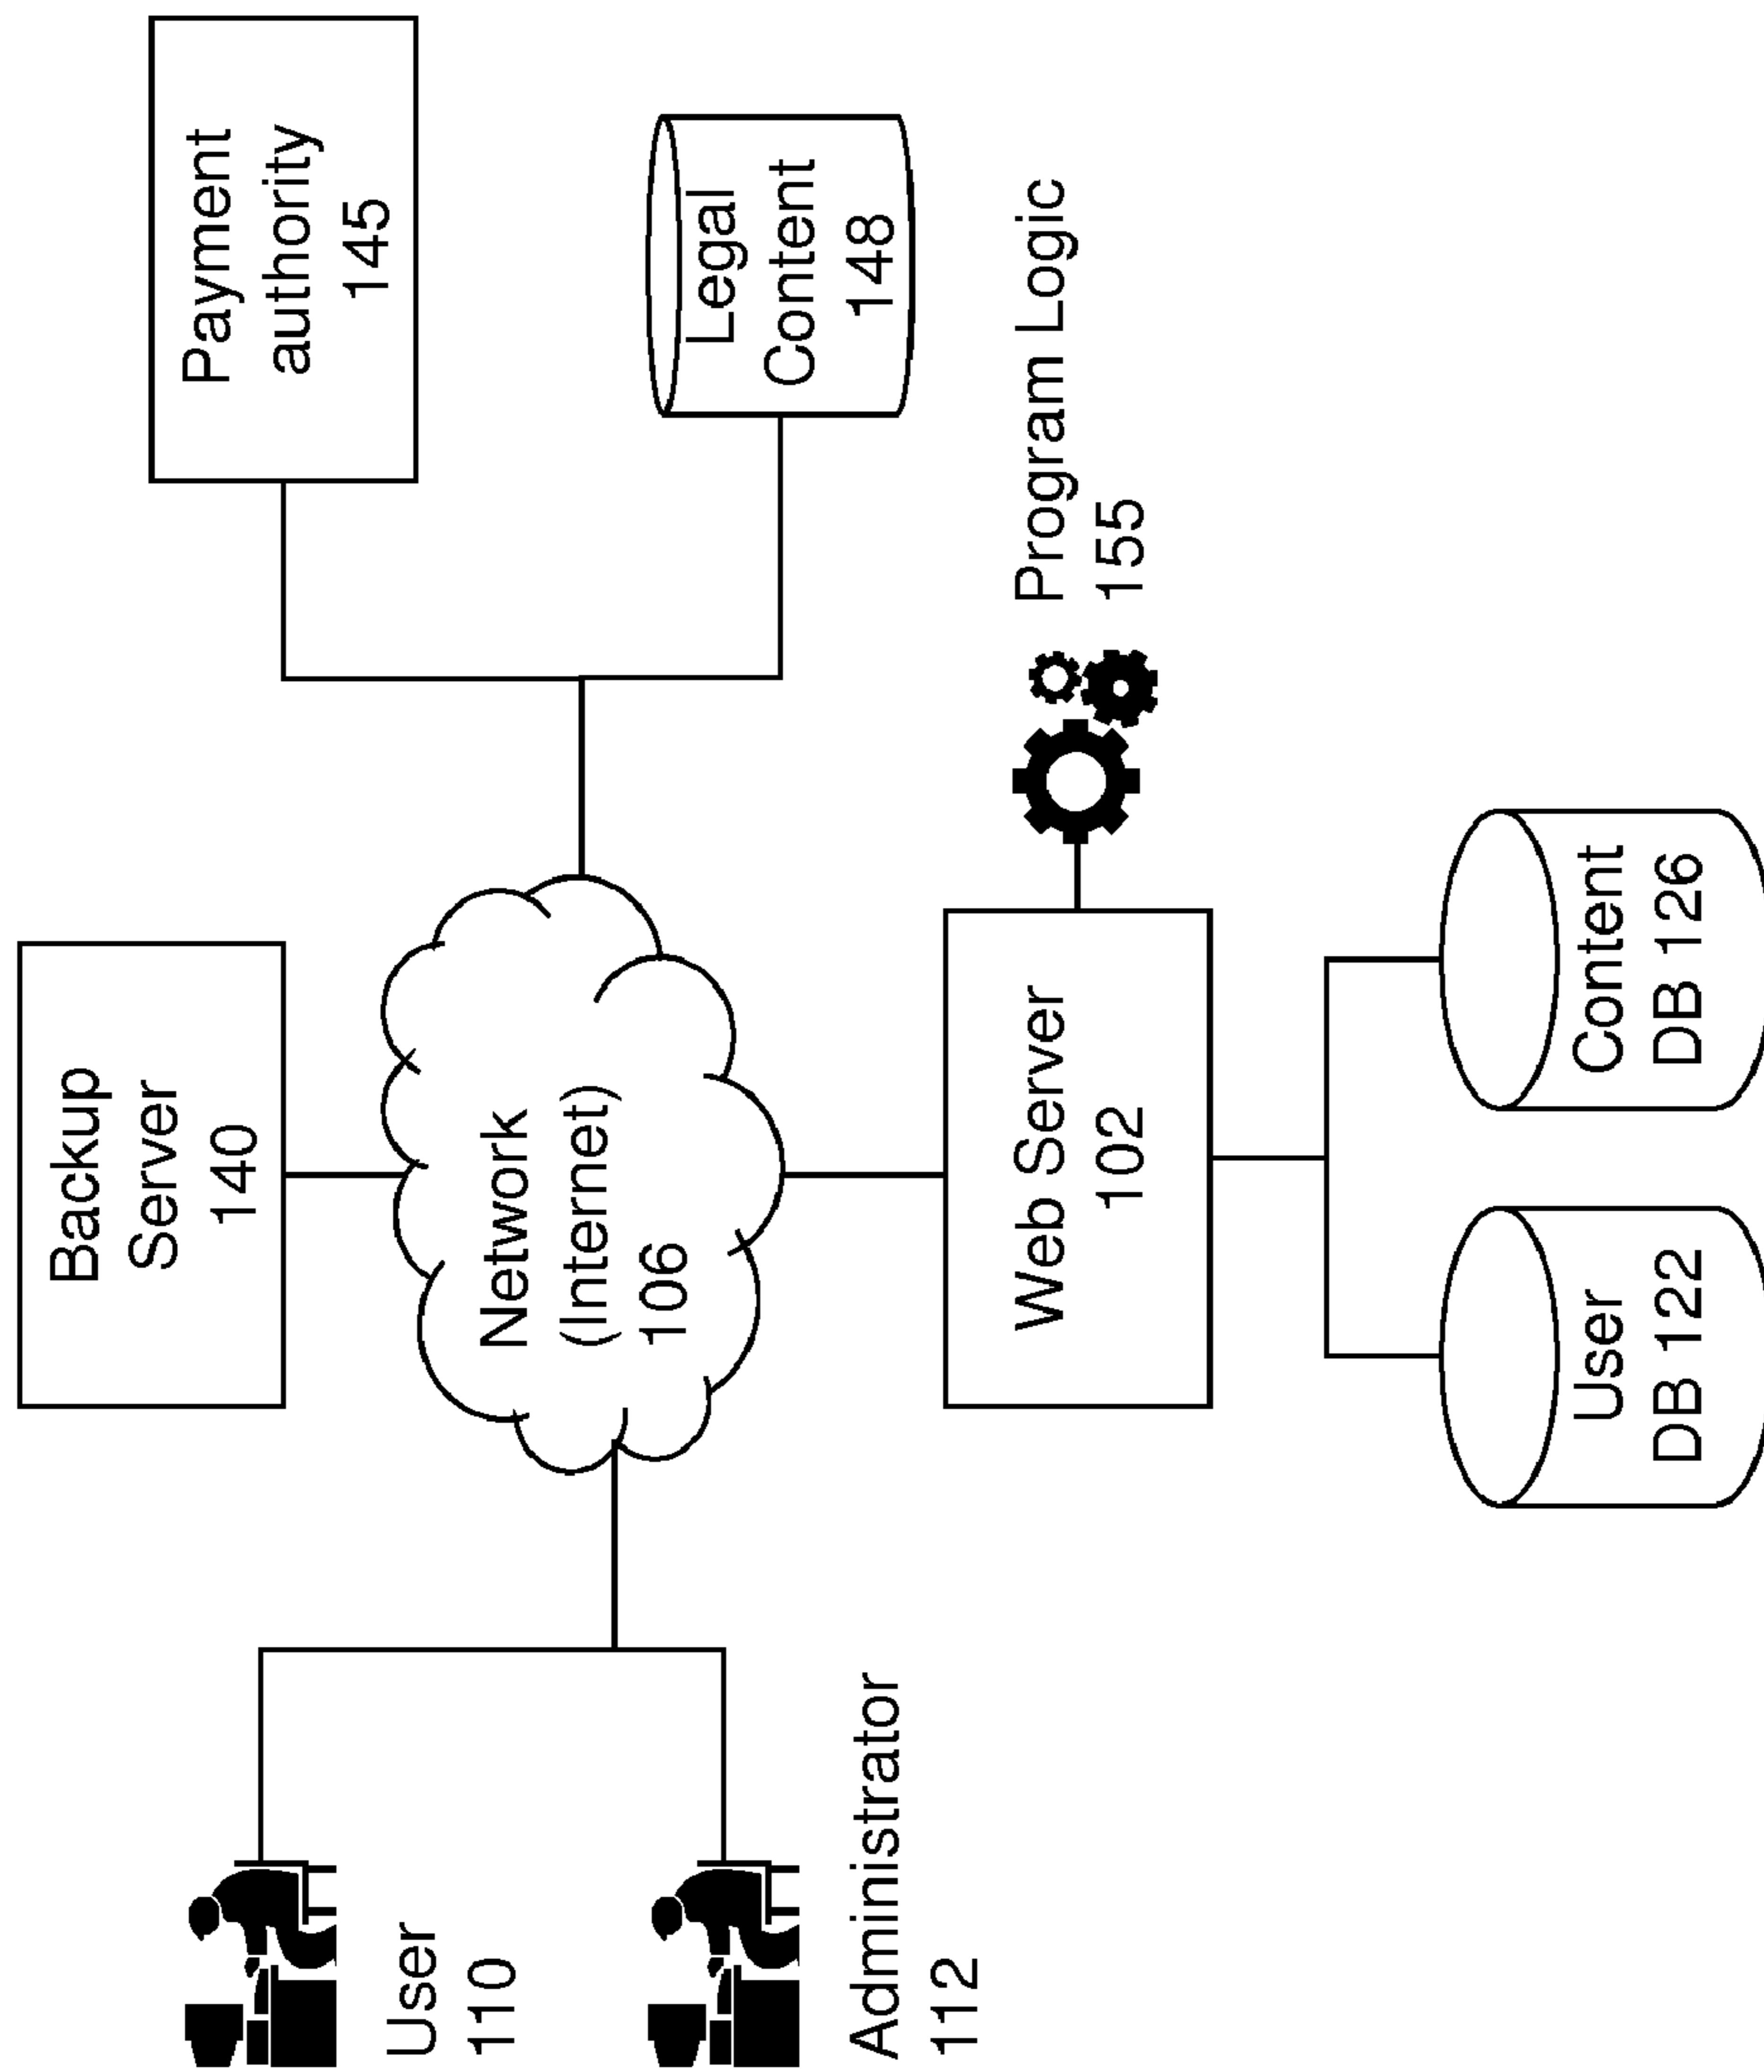 Backup
Server
140
Payment
authority
145
User
110
Network
(Internet)
106
Legal
Content
148
Administrator
112
Web Server
102
Program Logic
155
User
DB 122
Content
DB 126